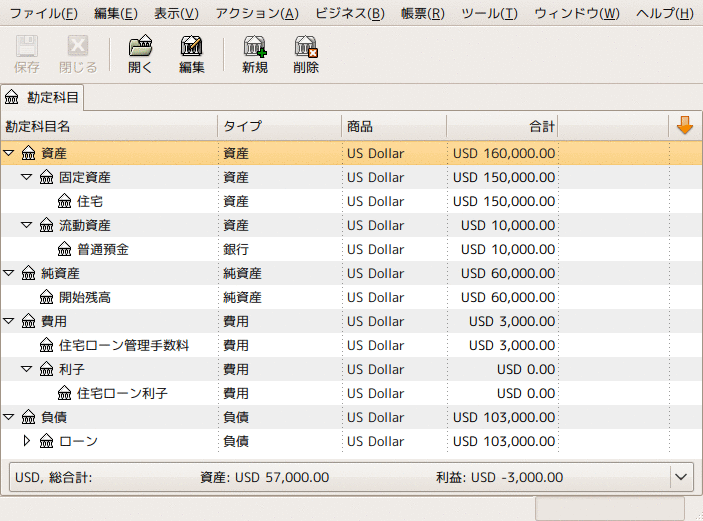 ファイル(F) 編集(E) 表示(V) アクション(A) ビジネス(B) 帳票(R) ツール(T) ウィンドウ(W) ヘルプ(H)
保存 閉じる 開く 編集 新規 削除
勘定科目
勘定科目名 タイプ 商品 合計
資産 資産 US Dollar USD 160,000.00
固定資産 資産 US Dollar USD 150,000.00
住宅 資産 US Dollar USD 150,000.00
流動資産 資産 US Dollar USD 10,000.00
普通預金 銀行 US Dollar USD 10,000.00
純資産 純資産 US Dollar USD 60,000.00
開始残高 純資産 US Dollar USD 60,000.00
費用 費用 US Dollar USD 3,000.00
住宅ローン管理手数料 費用 US Dollar USD 3,000.00
利子 費用 US Dollar USD 0.00
住宅ローン利子 費用 US Dollar USD 0.00
負債 負債 US Dollar USD 103,000.00
ローン 負債 US Dollar USD 103,000.00
USD, 総合計: 資産: USD 57,000.00 利益: USD -3,000.00